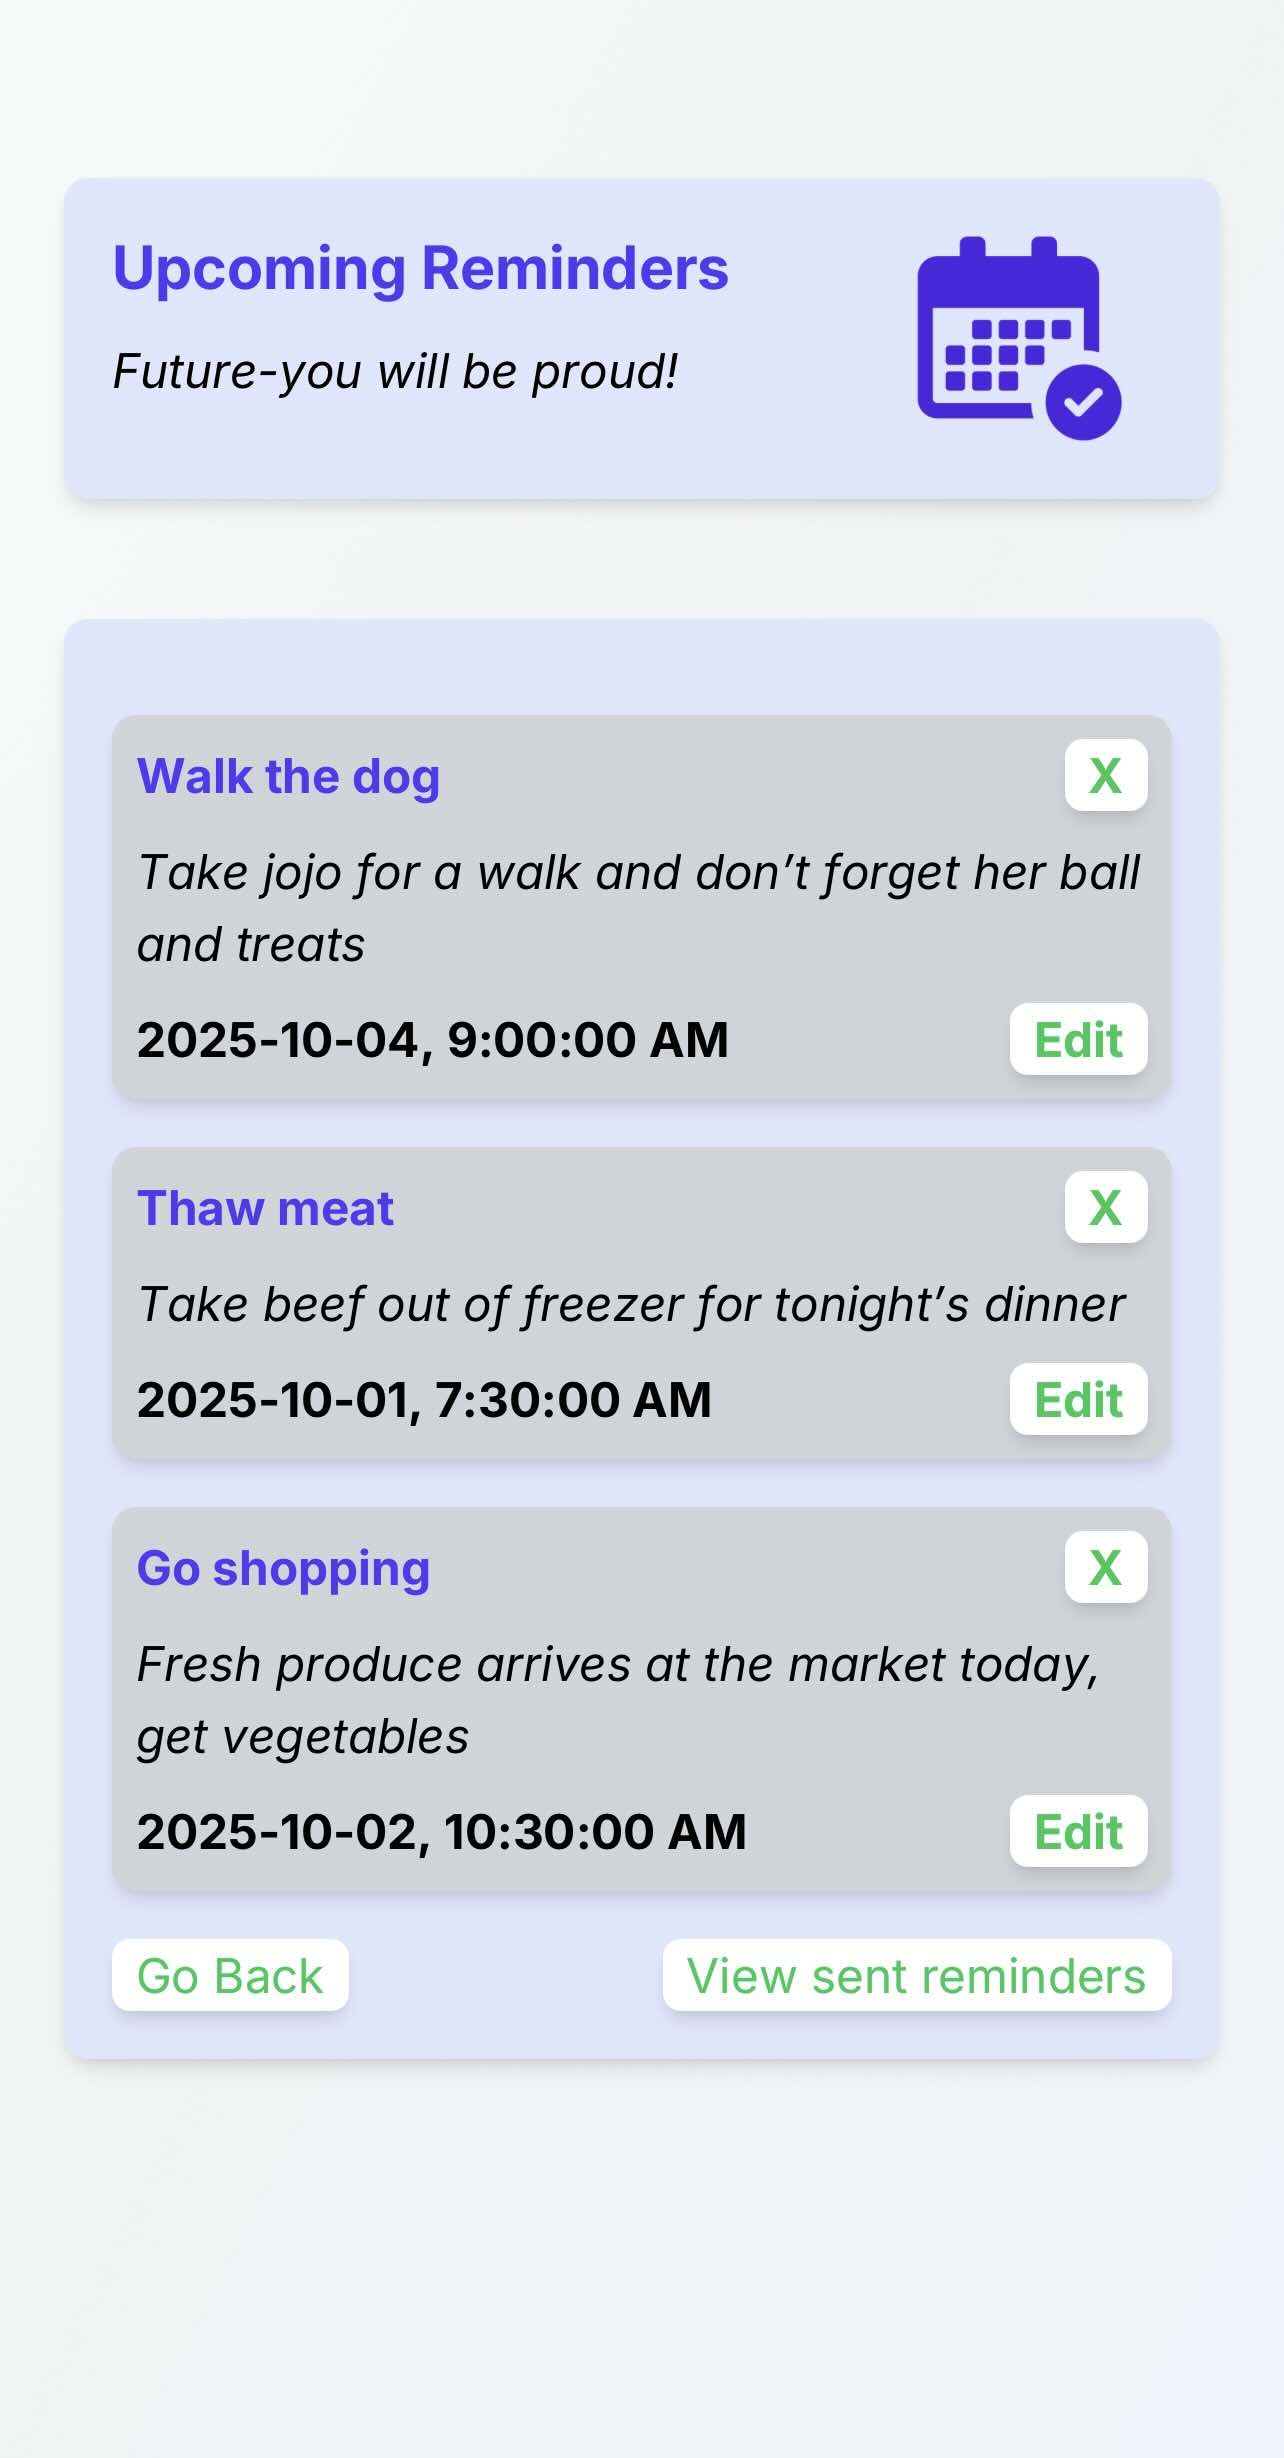 Upcoming Reminders
Future-you will be proud!
Walk the dog
X
Take jojo for a walk and don’t forget her ball
and treats
2025-10-04, 9:00:00 AM
Edit
Thaw meat
X
Take beef out of freezer for tonight’s dinner
2025-10-01, 7:30:00 AM
Edit
Go shopping
X
Fresh produce arrives at the market today,
get vegetables
2025-10-02, 10:30:00 AM
Edit
Go Back
View sent reminders